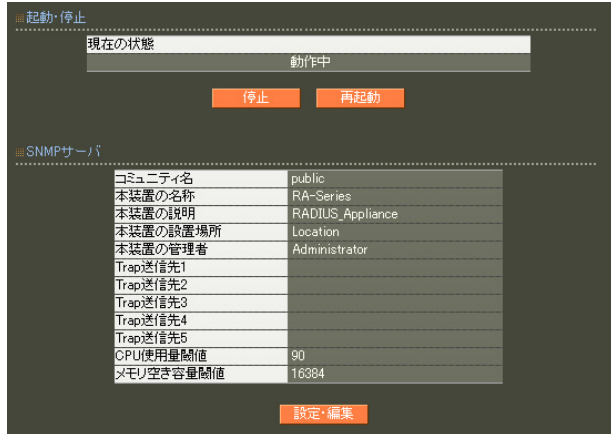 起動・停止
現在の状態
動作中
停止 再起動
SNMPサーバ
コミュニティ名 public
本装置の名称 RA-Series
本装置の説明 RADIUS_Appliance
本装置の設置場所 Location
本装置の管理者 Administrator
Trap送信先1
Trap送信先2
Trap送信先3
Trap送信先4
Trap送信先5
CPU使用量閾値 90
メモリ空き容量閾値 16384
設定・編集